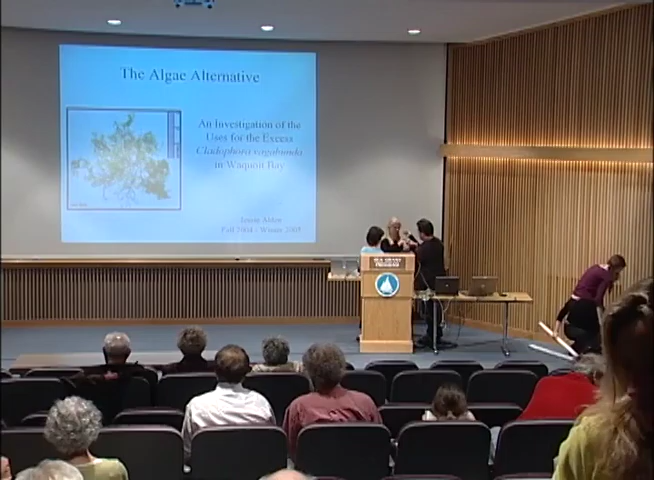 The Algae Alternative
An Investigation of the
Uses for the Excess
Cladophora vagabunda
in Waquoit Bay
Fall 2004 - Winter 2005